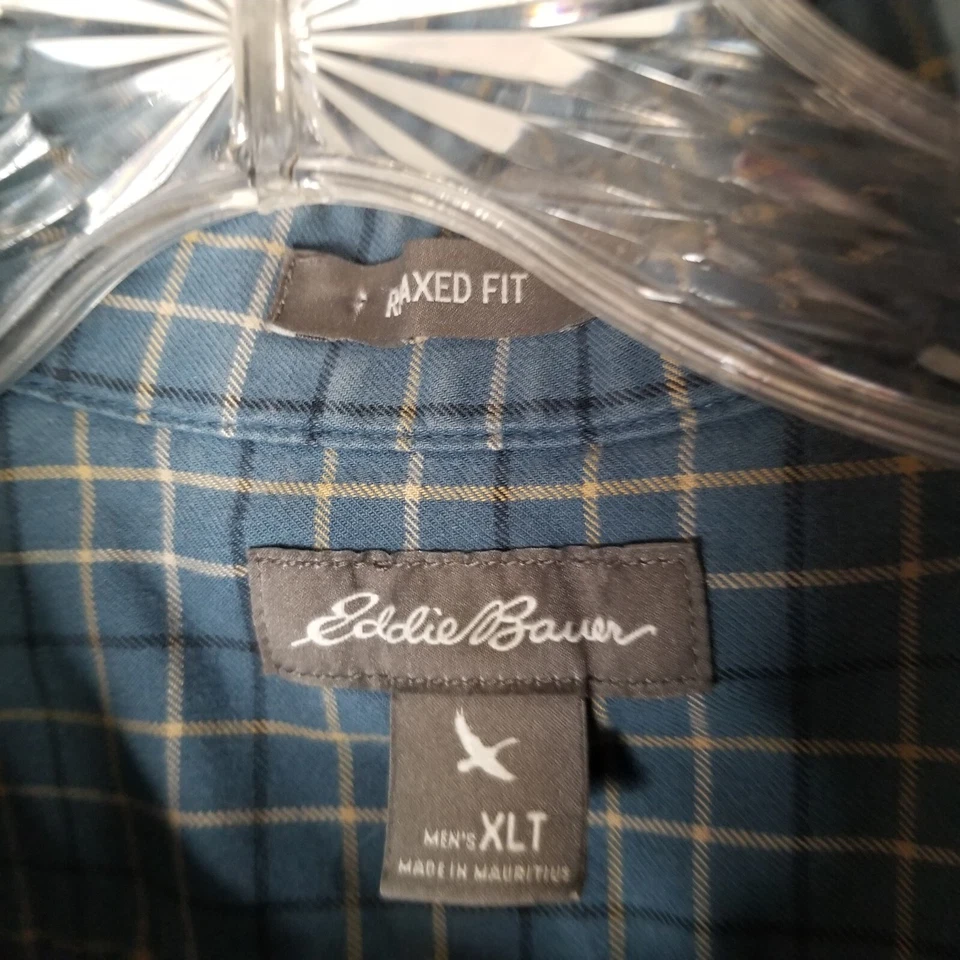 RAXED FIT
Eddie Bauer
MEN'S XLT
MADE IN MAURITIUS